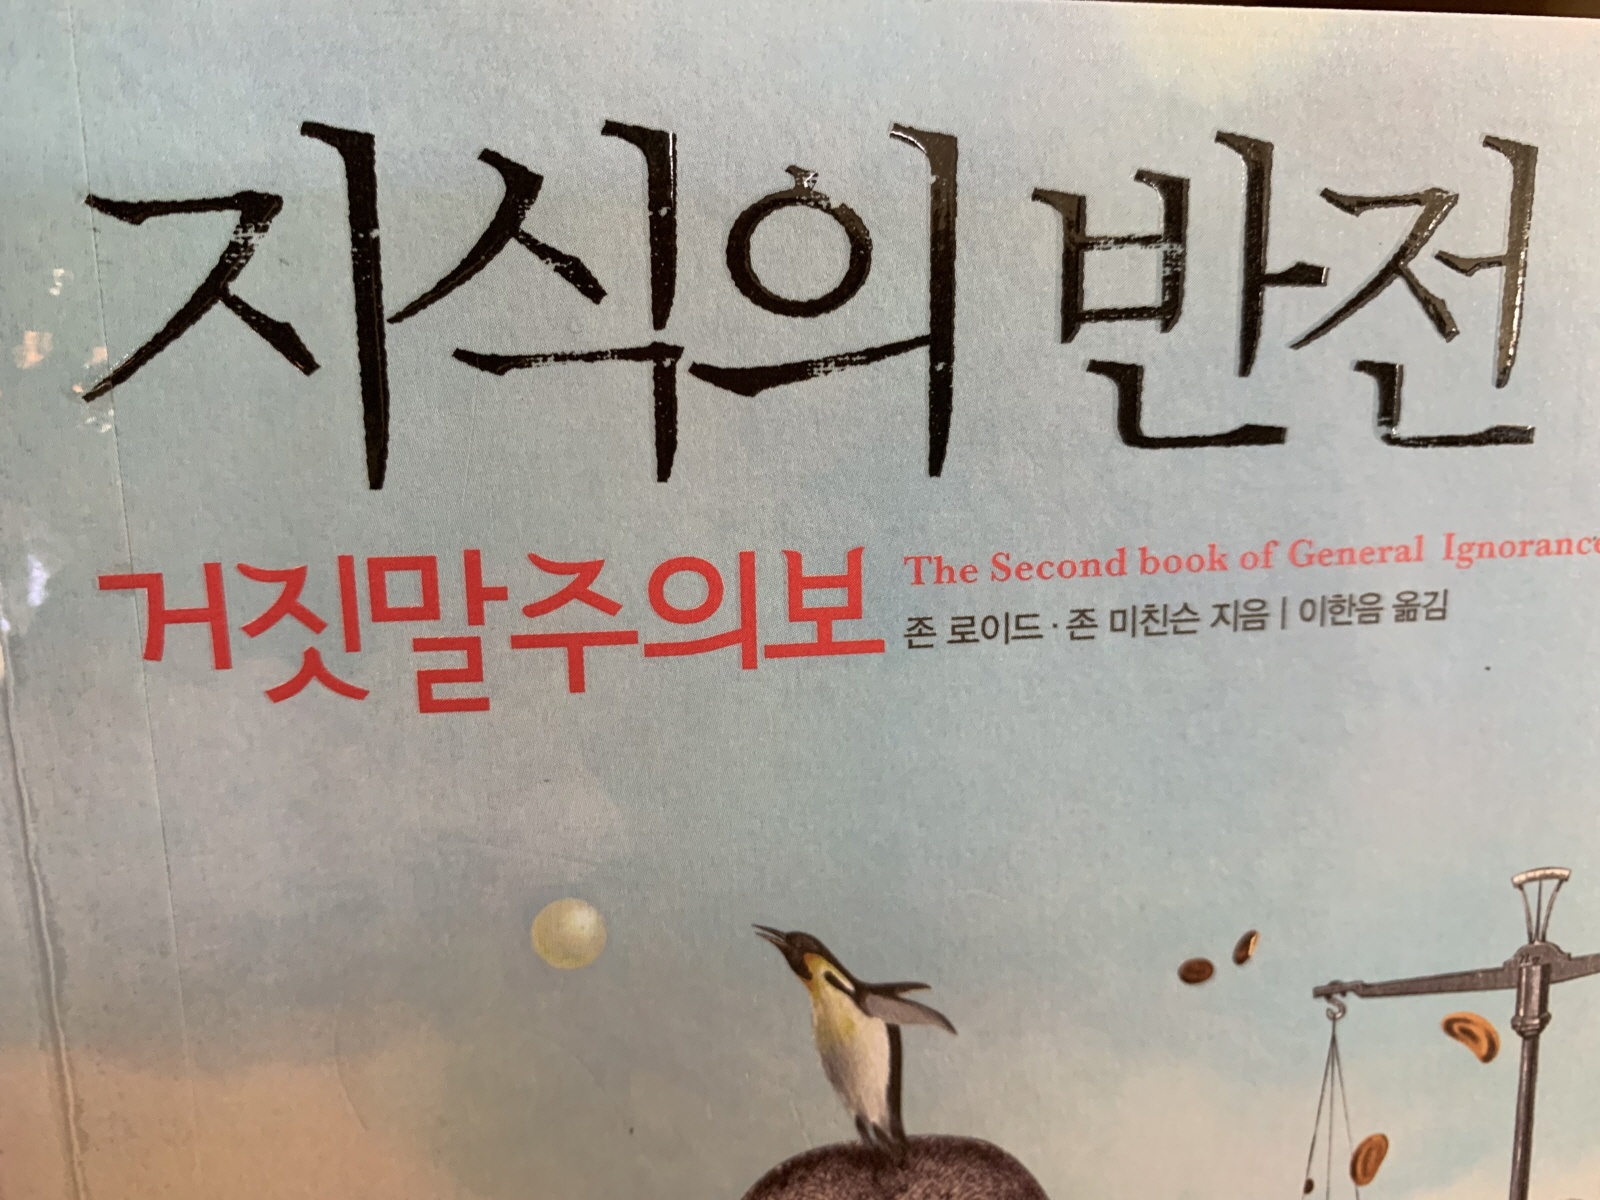 지식의 반전
거짓말 주의보
The Second book of General Ignorance
존 로이드 · 존 미친슨 지음 | 이한음 옮김